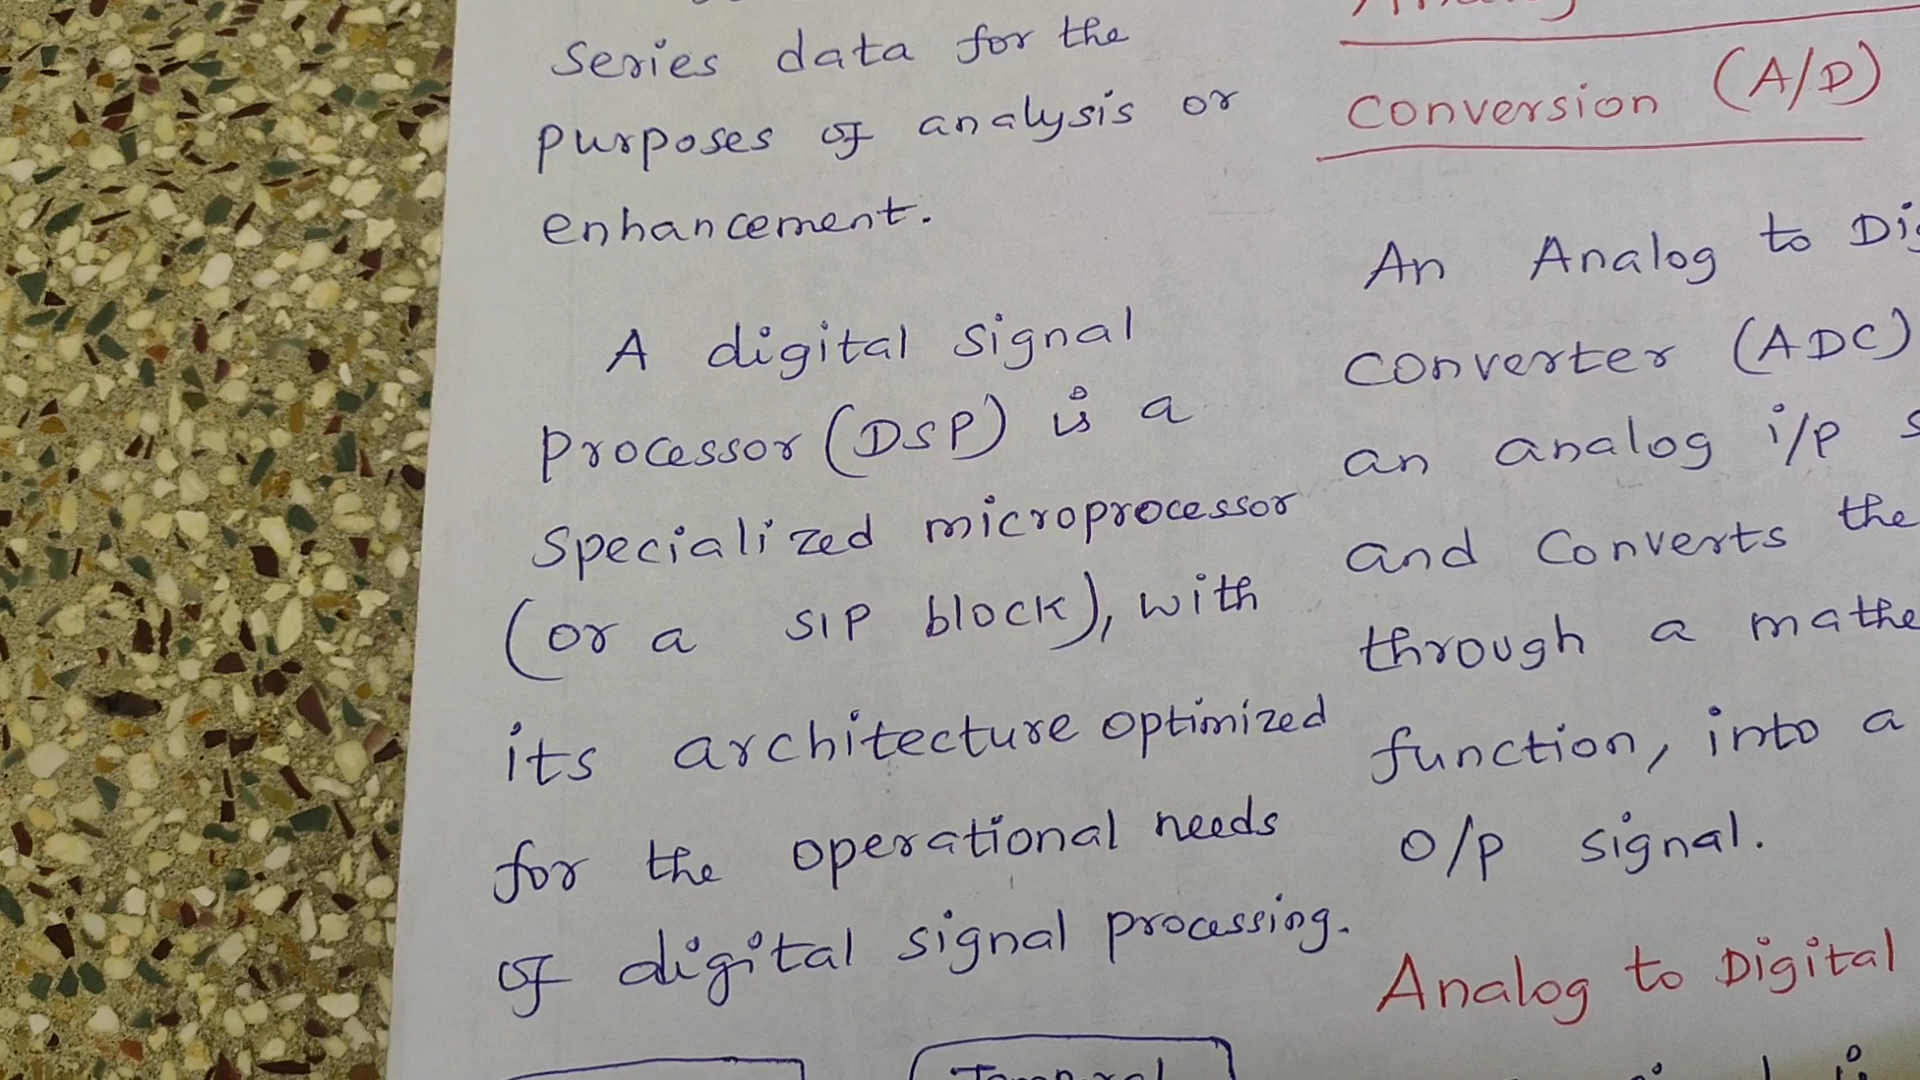 series data for the
purposes of analysis or
enhancement.
A digital signal
processor (DSP) is a
specialized microprocessor
(or a SIP block), with
its architecture optimized
for the operational needs
of digital signal processing.
Conversion (A/D)
An Analog to
converter (ADC)
an analog i/p
and converts the
through a
function, into a
o/p signal.
Analog to Digital